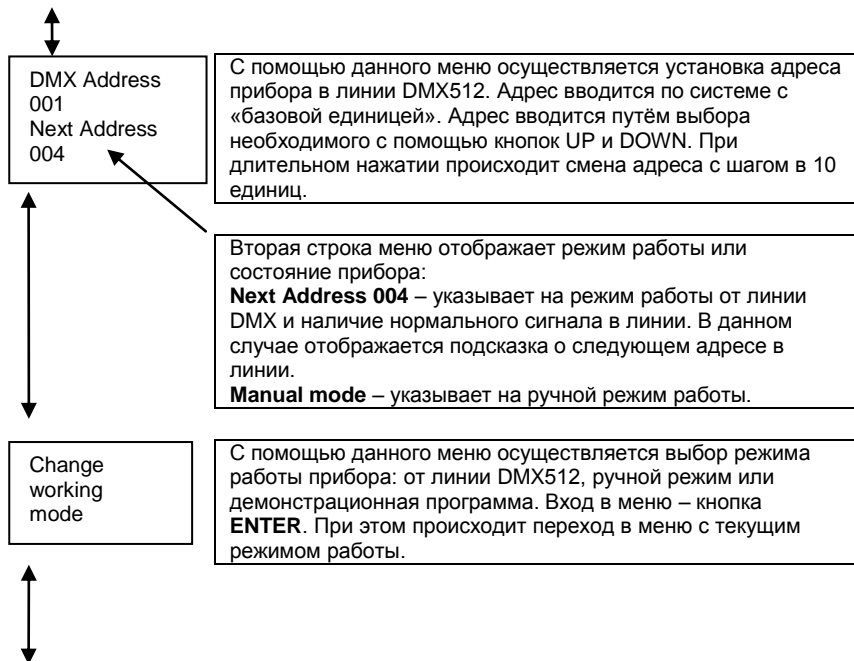 DMX Address
001
Next Address
004
С помощью данного меню осуществляется установка адреса
прибора в линии DMX512. Адрес вводится по системе с
«базовой единицей». Адрес вводится путём выбора
необходимого с помощью кнопок UP и DOWN. При
длительном нажатии происходит смена адреса с шагом в 10
единиц.
Вторая строка меню отображает режим работы или
состояние прибора:
Next Address 004 – указывает на режим работы от линии
DMX и наличие нормального сигнала в линии. В данном
случае отображается подсказка о следующем адресе в
линии.
Manual mode – указывает на ручной режим работы.
Change
working
mode
С помощью данного меню осуществляется выбор режима
работы прибора: от линии DMX512, ручной режим или
демонстрационная программа. Вход в меню – кнопка
ENTER. При этом происходит переход в меню с текущим
режимом работы.